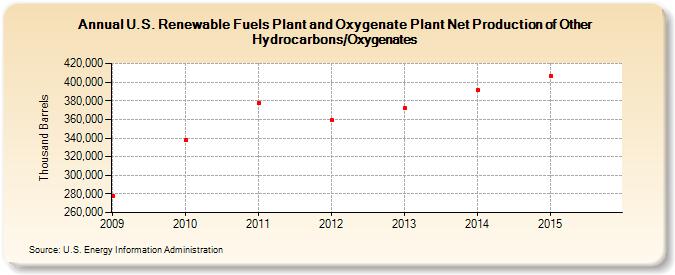 Annual U.S. Renewable Fuels Plant and Oxygenate Plant Net Production of Other
Hydrocarbons/Oxygenates
Thousand Barrels
420,000
400,000
380,000
360,000
340,000
320,000
300,000
280,000
260,000
2009 2010 2011 2012 2013 2014 2015
Source: U.S. Energy Information Administration